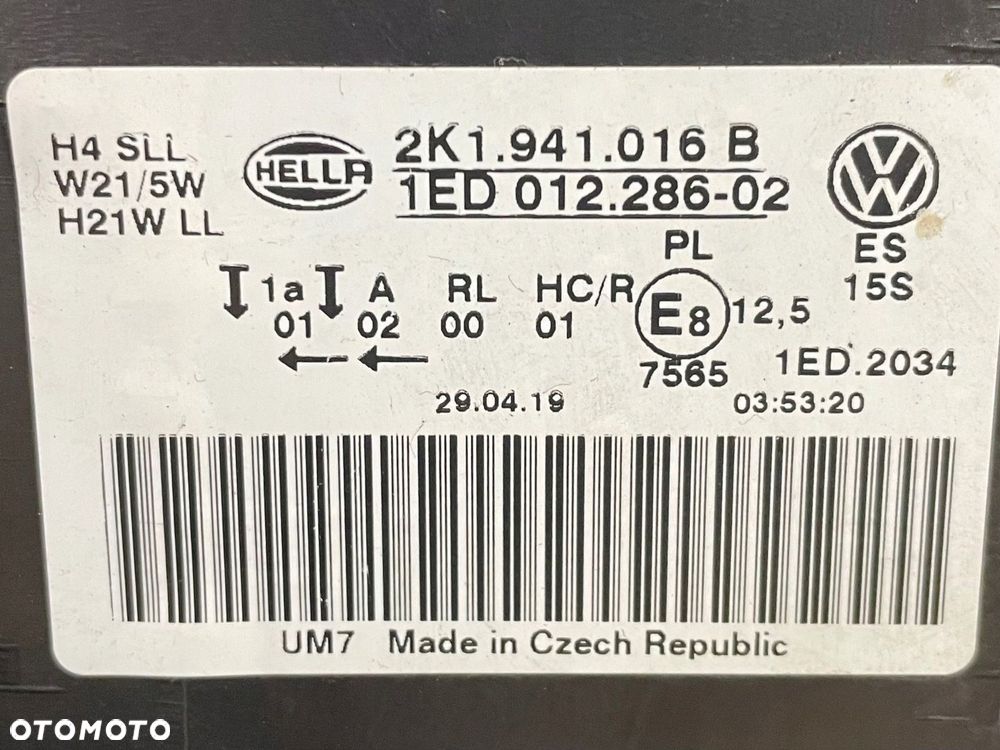 H4 SLL
W21/5W
H21W LL
HELLA
2K1.941.016 B
1ED 012.286-02
VW
PL
ES
15S
1a A RL HC/R E8 12,5
01 02 00 01
7565 1ED.2034
29.04.19 03:53:20
UM7 Made in Czech Republic
OTOMOTO